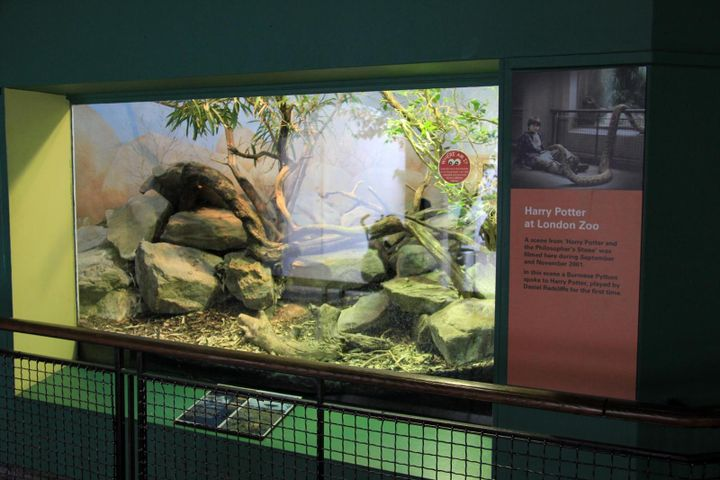 WHERE AM I?
Harry Potter
at London Zoo
A scene from 'Harry Potter and
the Philosopher's Stone' was
filmed here during September
and November 2001.
In this scene a Burmese Python
spoke to Harry Potter, played by
Daniel Radcliffe for the first time.